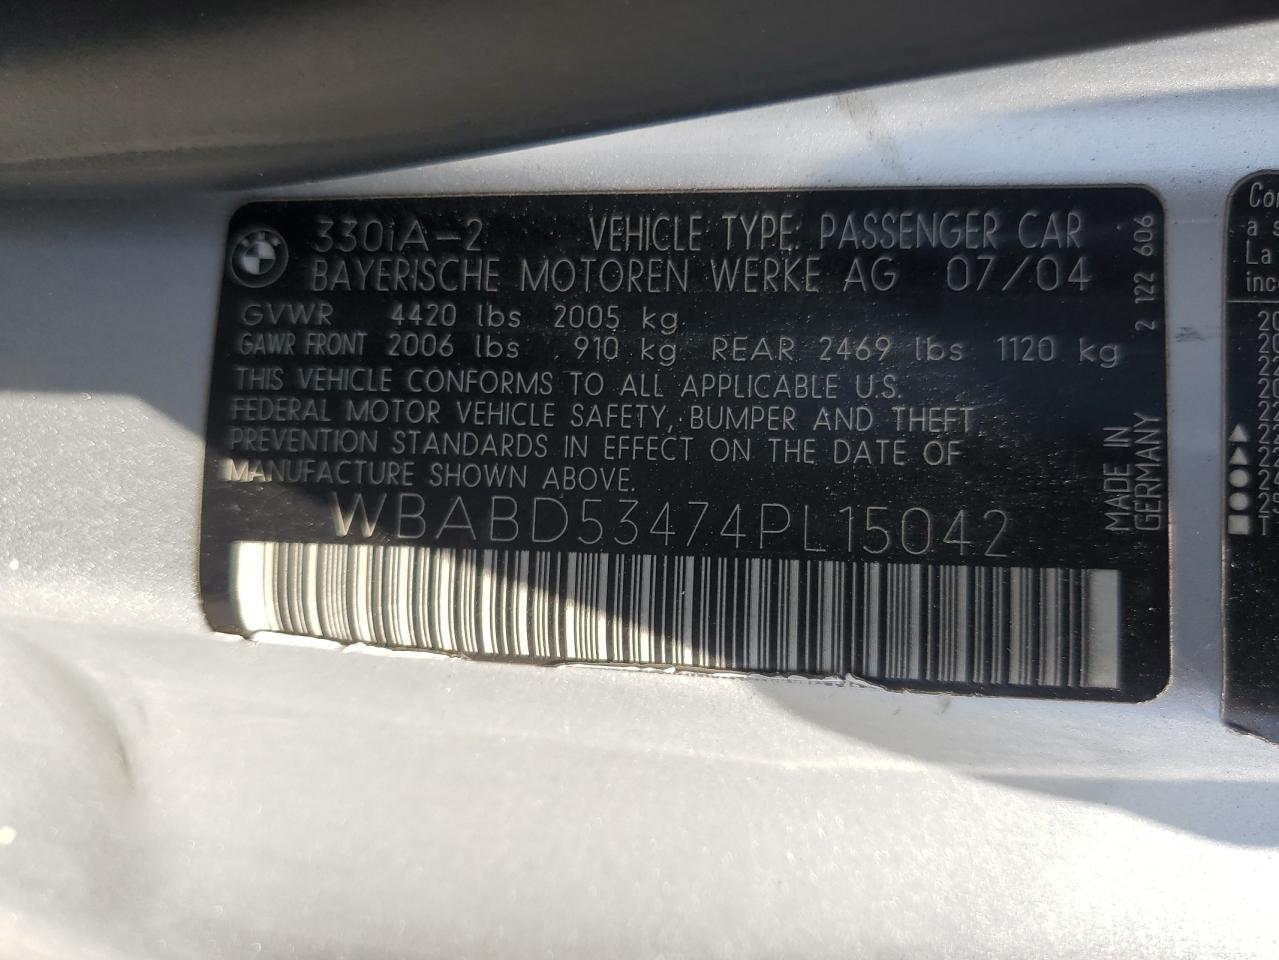 BMW
330iA-2 VEHICLE TYPE: PASSENGER CAR
BAYERISCHE MOTOREN WERKE AG 07/04
GVWR 4420 lbs 2005 kg
GAWR FRONT 2006 lbs 910 kg REAR 2469 lbs 1120 kg
THIS VEHICLE CONFORMS TO ALL APPLICABLE U.S.
FEDERAL MOTOR VEHICLE SAFETY, BUMPER AND THEFT
PREVENTION STANDARDS IN EFFECT ON THE DATE OF
MANUFACTURE SHOWN ABOVE.
WBABD53474PL15042
2 122 606
MADE IN
GERMANY
a s
La
inc